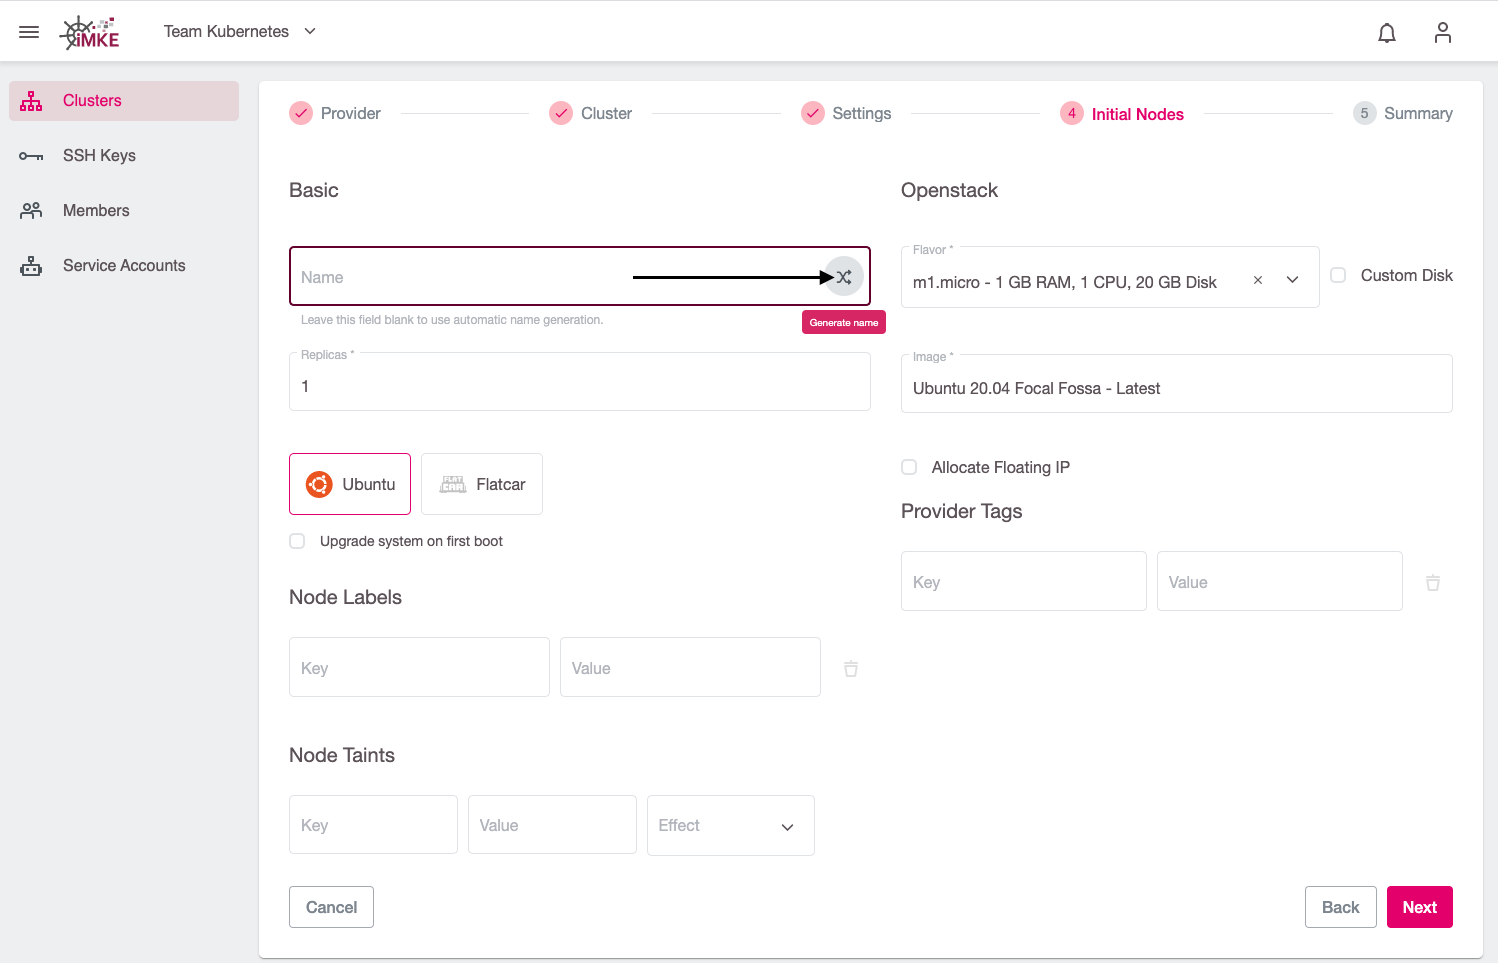 iMKE
Team Kubernetes
Clusters
SSH Keys
Members
Service Accounts
Provider
Cluster
Settings
4 Initial Nodes
5 Summary
Basic
Name
Leave this field blank to use automatic name generation.
Generate name
Replicas *
1
Ubuntu
FLAT CAR Flatcar
Upgrade system on first boot
Node Labels
Key Value
Node Taints
Key Value Effect
Openstack
Flavor *
m1.micro - 1 GB RAM, 1 CPU, 20 GB Disk
Custom Disk
Image *
Ubuntu 20.04 Focal Fossa - Latest
Allocate Floating IP
Provider Tags
Key Value
Cancel
Back
Next